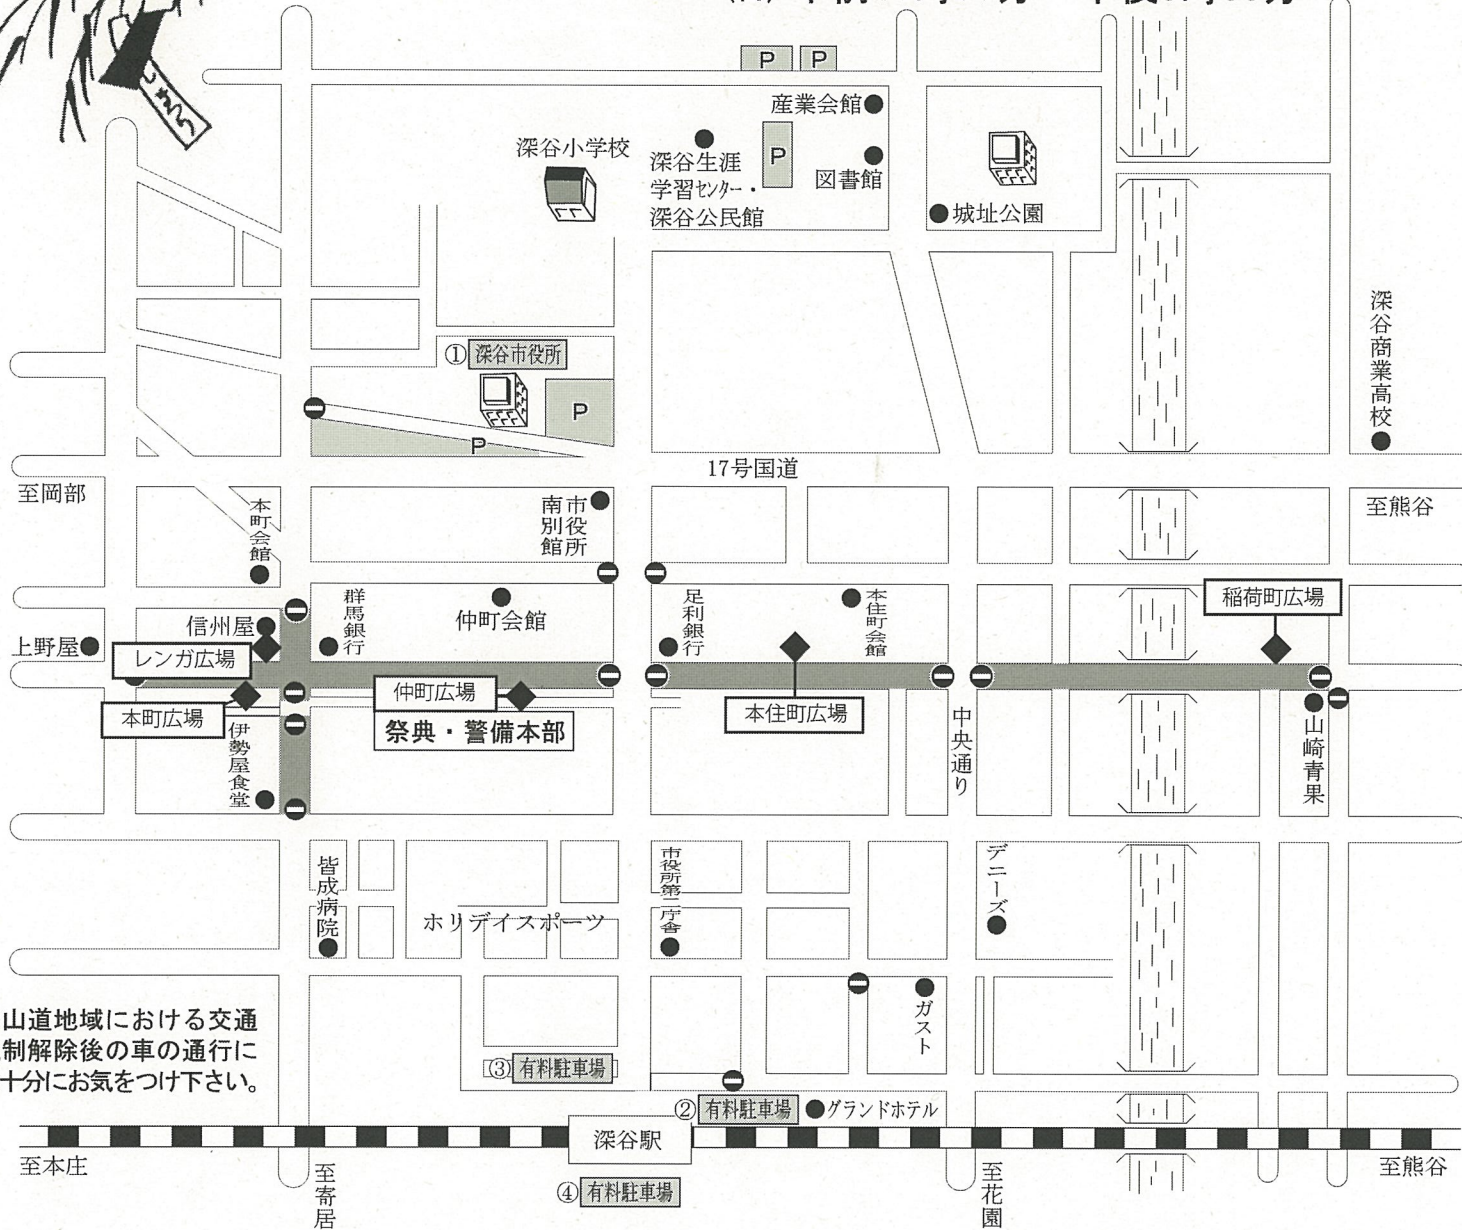 P
P
産業会館
深谷小学校
深谷生涯
学習センター・
深谷公民館
P
図書館
城址公園
深谷商業高校
①深谷市役所
P
P
17号国道
至岡部
至熊谷
本町会館
市役所
南別館
群馬銀行
仲町会館
足利銀行
本住町会館
稲荷町広場
信州屋
上野屋
レンガ広場
本町広場
仲町広場
祭典・警備本部
本住町広場
伊勢屋食堂
中央通り
山崎青果
皆成病院
ホリデイスポーツ
市役所第二庁舎
デニーズ
ガスト
山道地域における交通
制解除後の車の通行に
十分にお気をつけ下さい。
③有料駐車場
②有料駐車場
グランドホテル
深谷駅
至本庄
至寄居
④有料駐車場
至花園
至熊谷